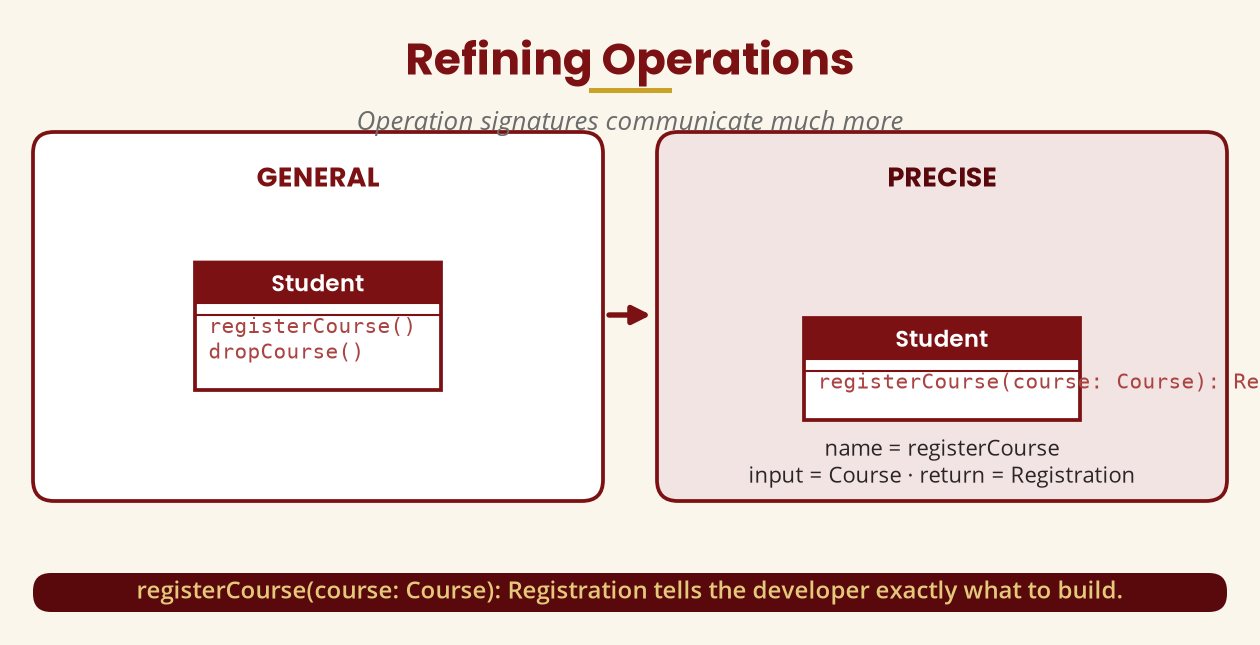 Refining Operations
Operation signatures communicate much more
GENERAL
Student
registerCourse()
dropCourse()
PRECISE
Student
registerCourse(course: Course): Re
name = registerCourse
input = Course · return = Registration
registerCourse(course: Course): Registration tells the developer exactly what to build.